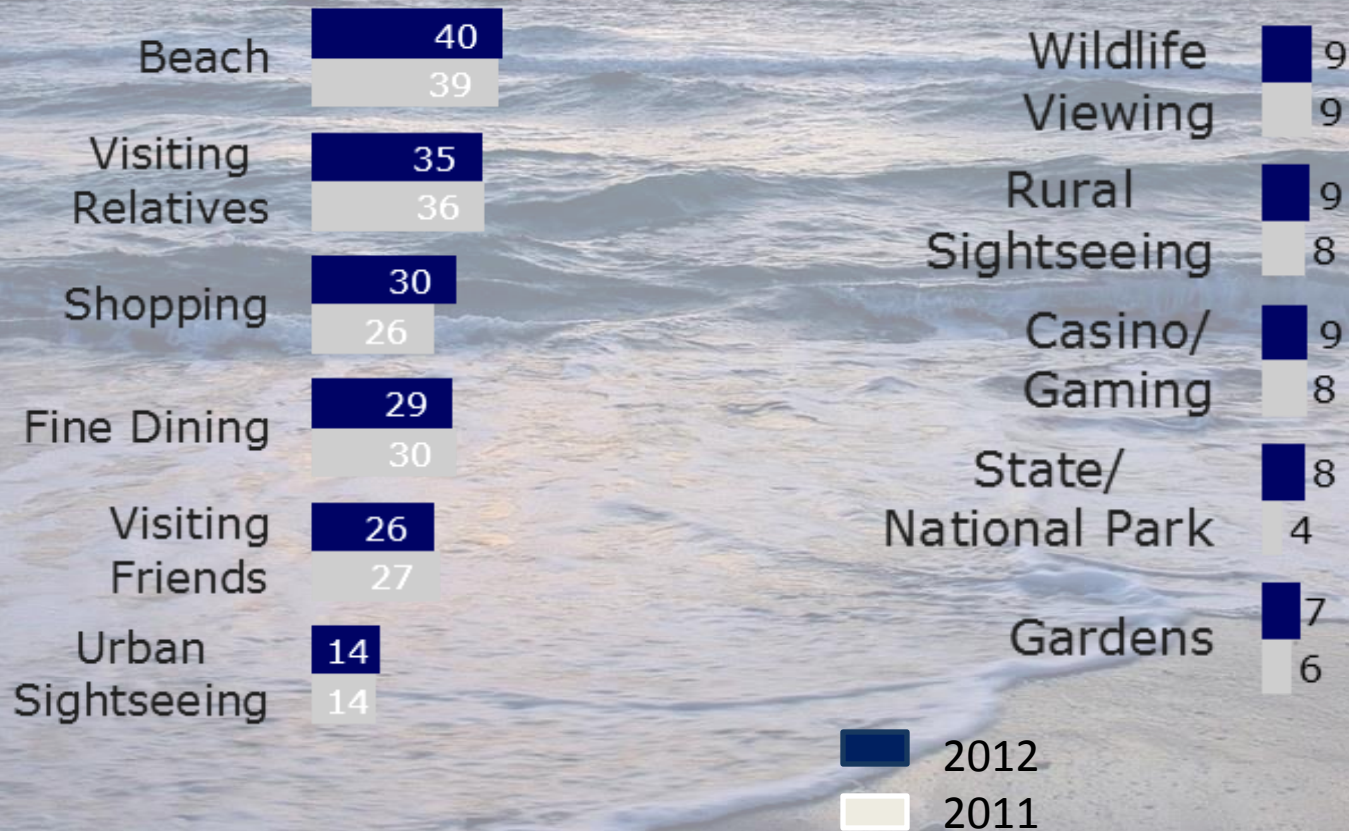 Beach
40
39
Visiting
Relatives
35
36
Shopping
30
26
Fine Dining
29
30
Visiting
Friends
26
27
Urban
Sightseeing
14
14
Wildlife
Viewing
9
9
Rural
Sightseeing
9
8
Casino/
Gaming
9
8
State/
National Park
8
4
Gardens
7
6
2012
2011